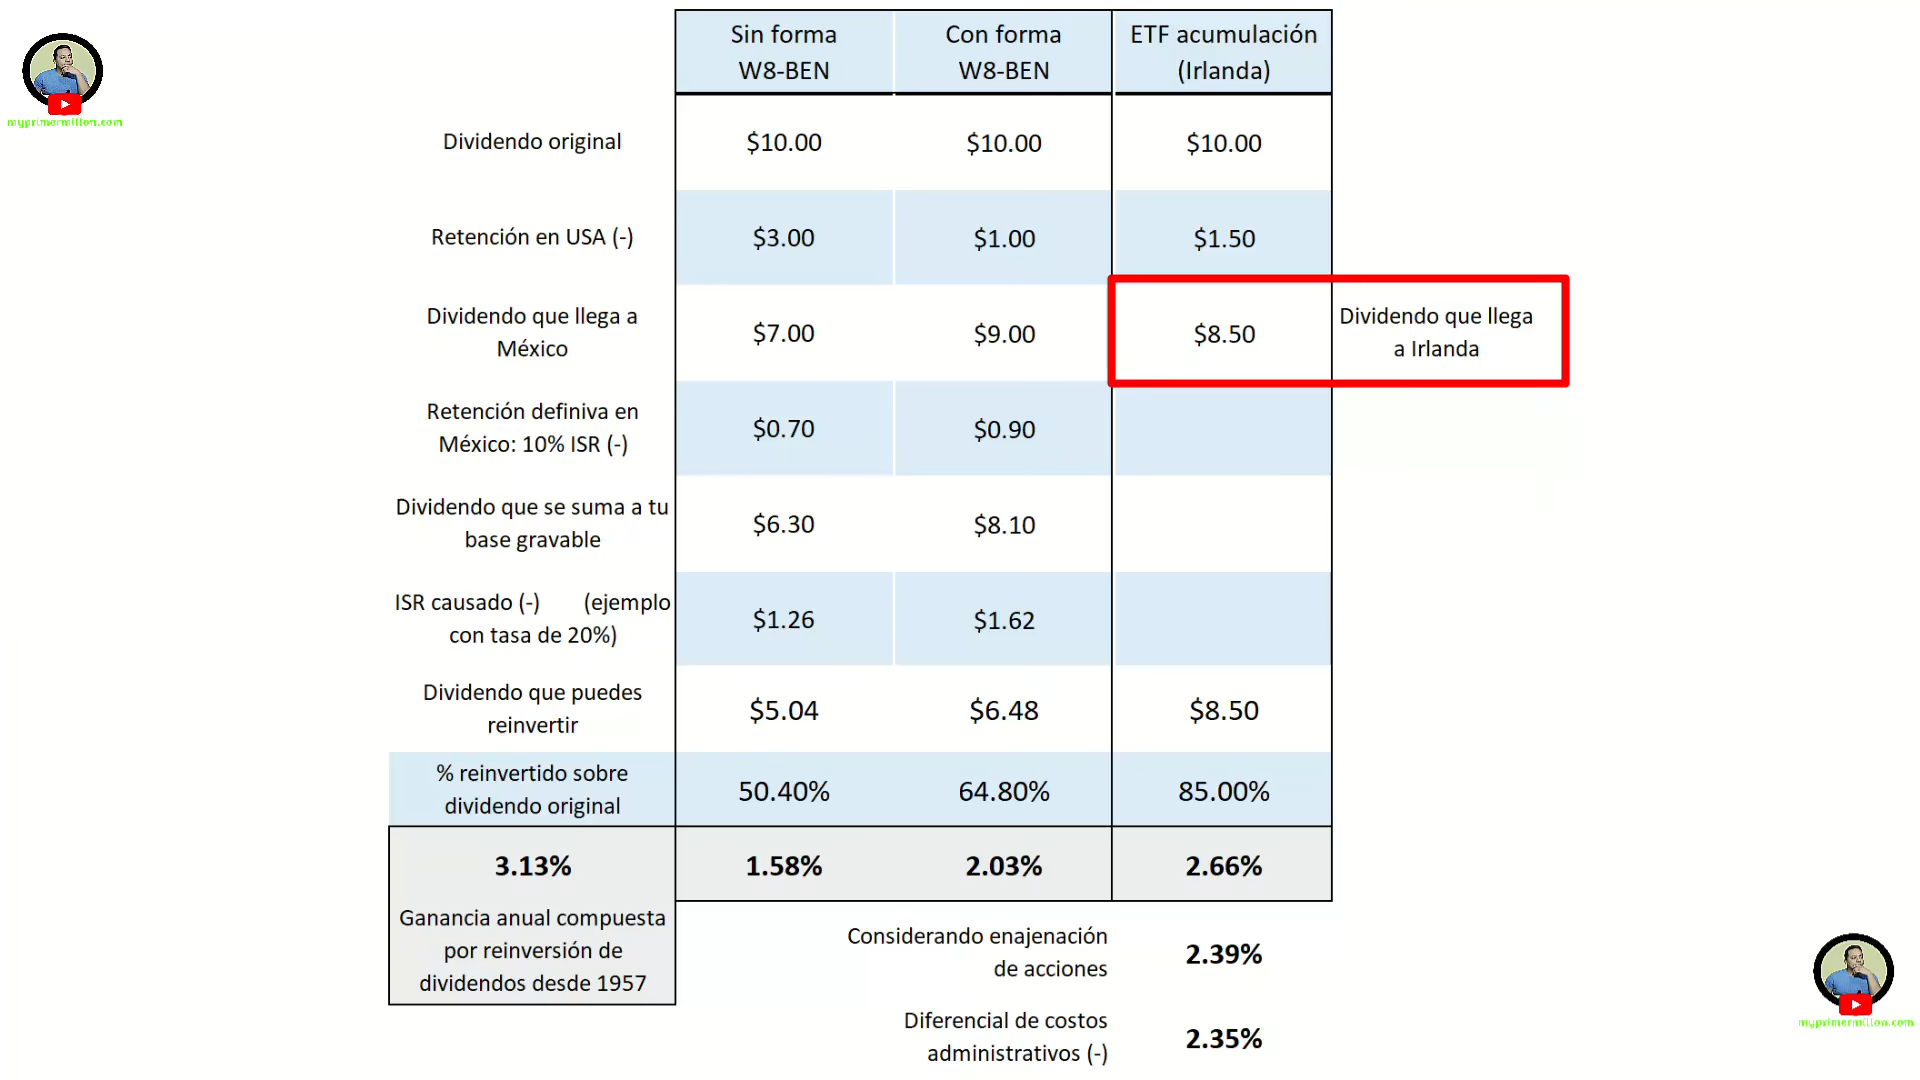 Sin forma
W8-BEN
Con forma
W8-BEN
ETF acumulación
(Irlanda)
myprimermillon.com
Dividendo original
$10.00
$10.00
$10.00
Retención en USA (-)
$3.00
$1.00
$1.50
Dividendo que llega a
México
$7.00
$9.00
$8.50
Dividendo que llega
a Irlanda
Retención definiva en
México: 10% ISR (-)
$0.70
$0.90
Dividendo que se suma a tu
base gravable
$6.30
$8.10
ISR causado (-) (ejemplo
con tasa de 20%)
$1.26
$1.62
Dividendo que puedes
reinvertir
$5.04
$6.48
$8.50
% reinvertido sobre
dividendo original
50.40%
64.80%
85.00%
3.13%
1.58%
2.03%
2.66%
Ganancia anual compuesta
por reinversión de
dividendos desde 1957
Considerando enajenación
de acciones
2.39%
Diferencial de costos
administrativos (-)
2.35%
myprimermillon.com